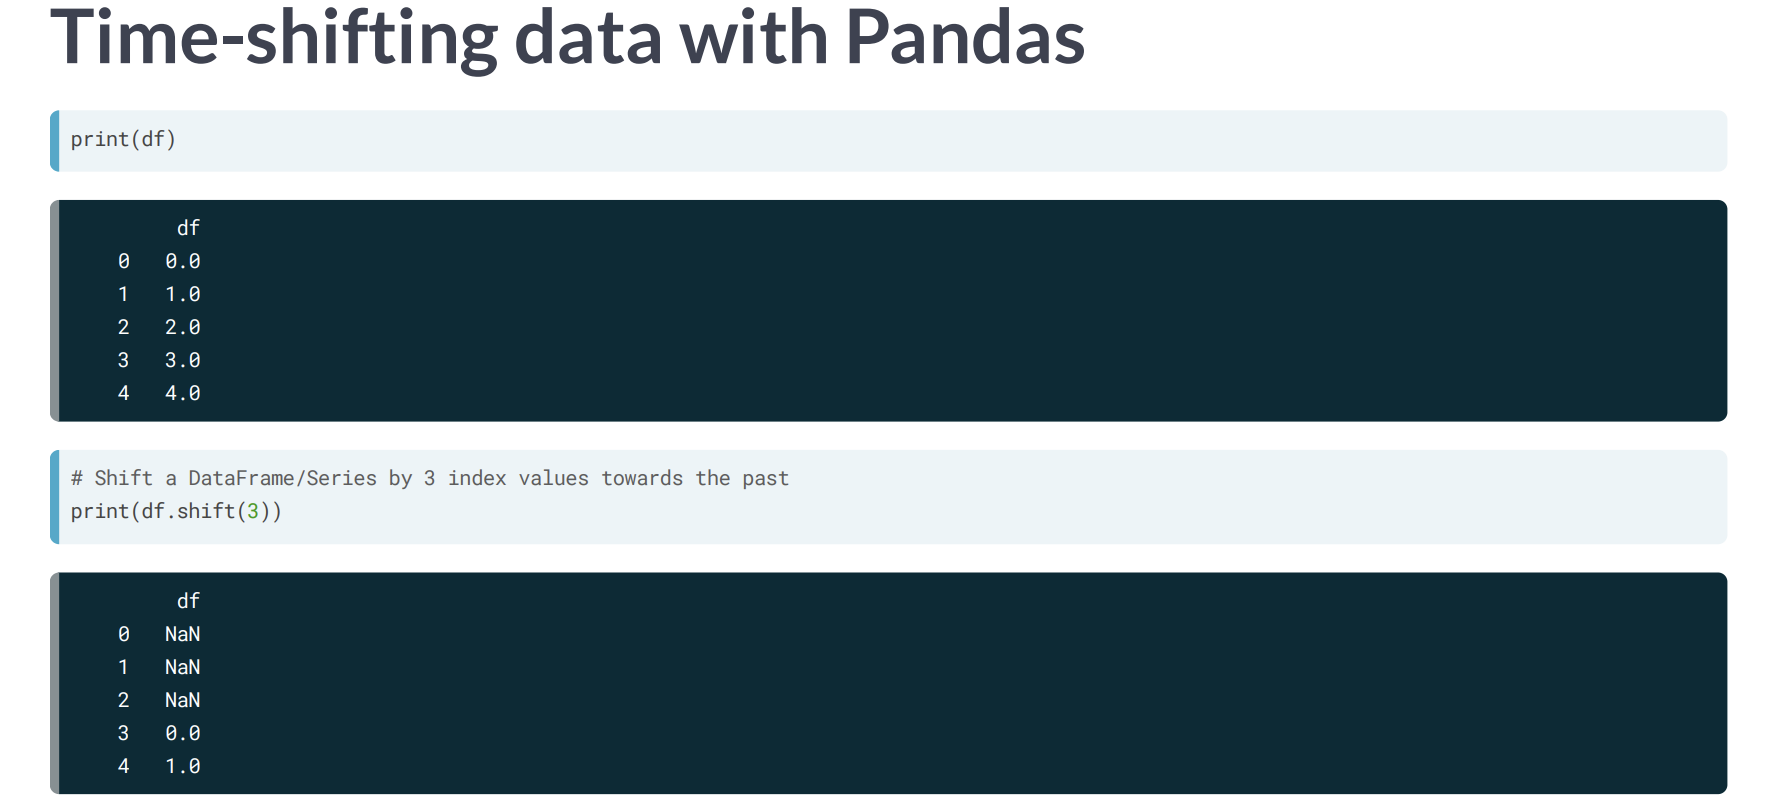 Time-shifting data with Pandas
print(df)
df
0 0.0
1 1.0
2 2.0
3 3.0
4 4.0
# Shift a DataFrame/Series by 3 index values towards the past
print(df.shift(3))
df
0 NaN
1 NaN
2 NaN
3 0.0
4 1.0